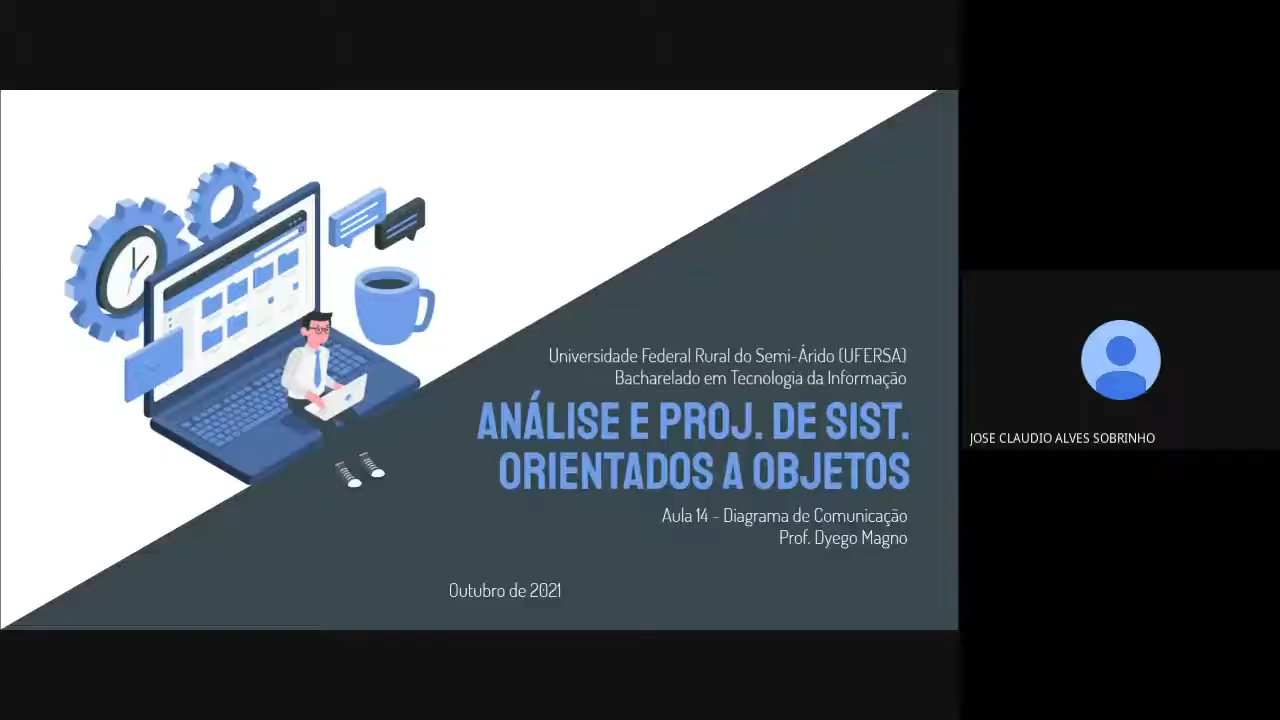 Universidade Federal Rural do Semi-Árido (UFERSA)
Bacharelado em Tecnologia da Informação
ANÁLISE E PROJ. DE SIST.
ORIENTADOS A OBJETOS
Aula 14 - Diagrama de Comunicação
Prof. Dyego Magno
Outubro de 2021
JOSE CLAUDIO ALVES SOBRINHO